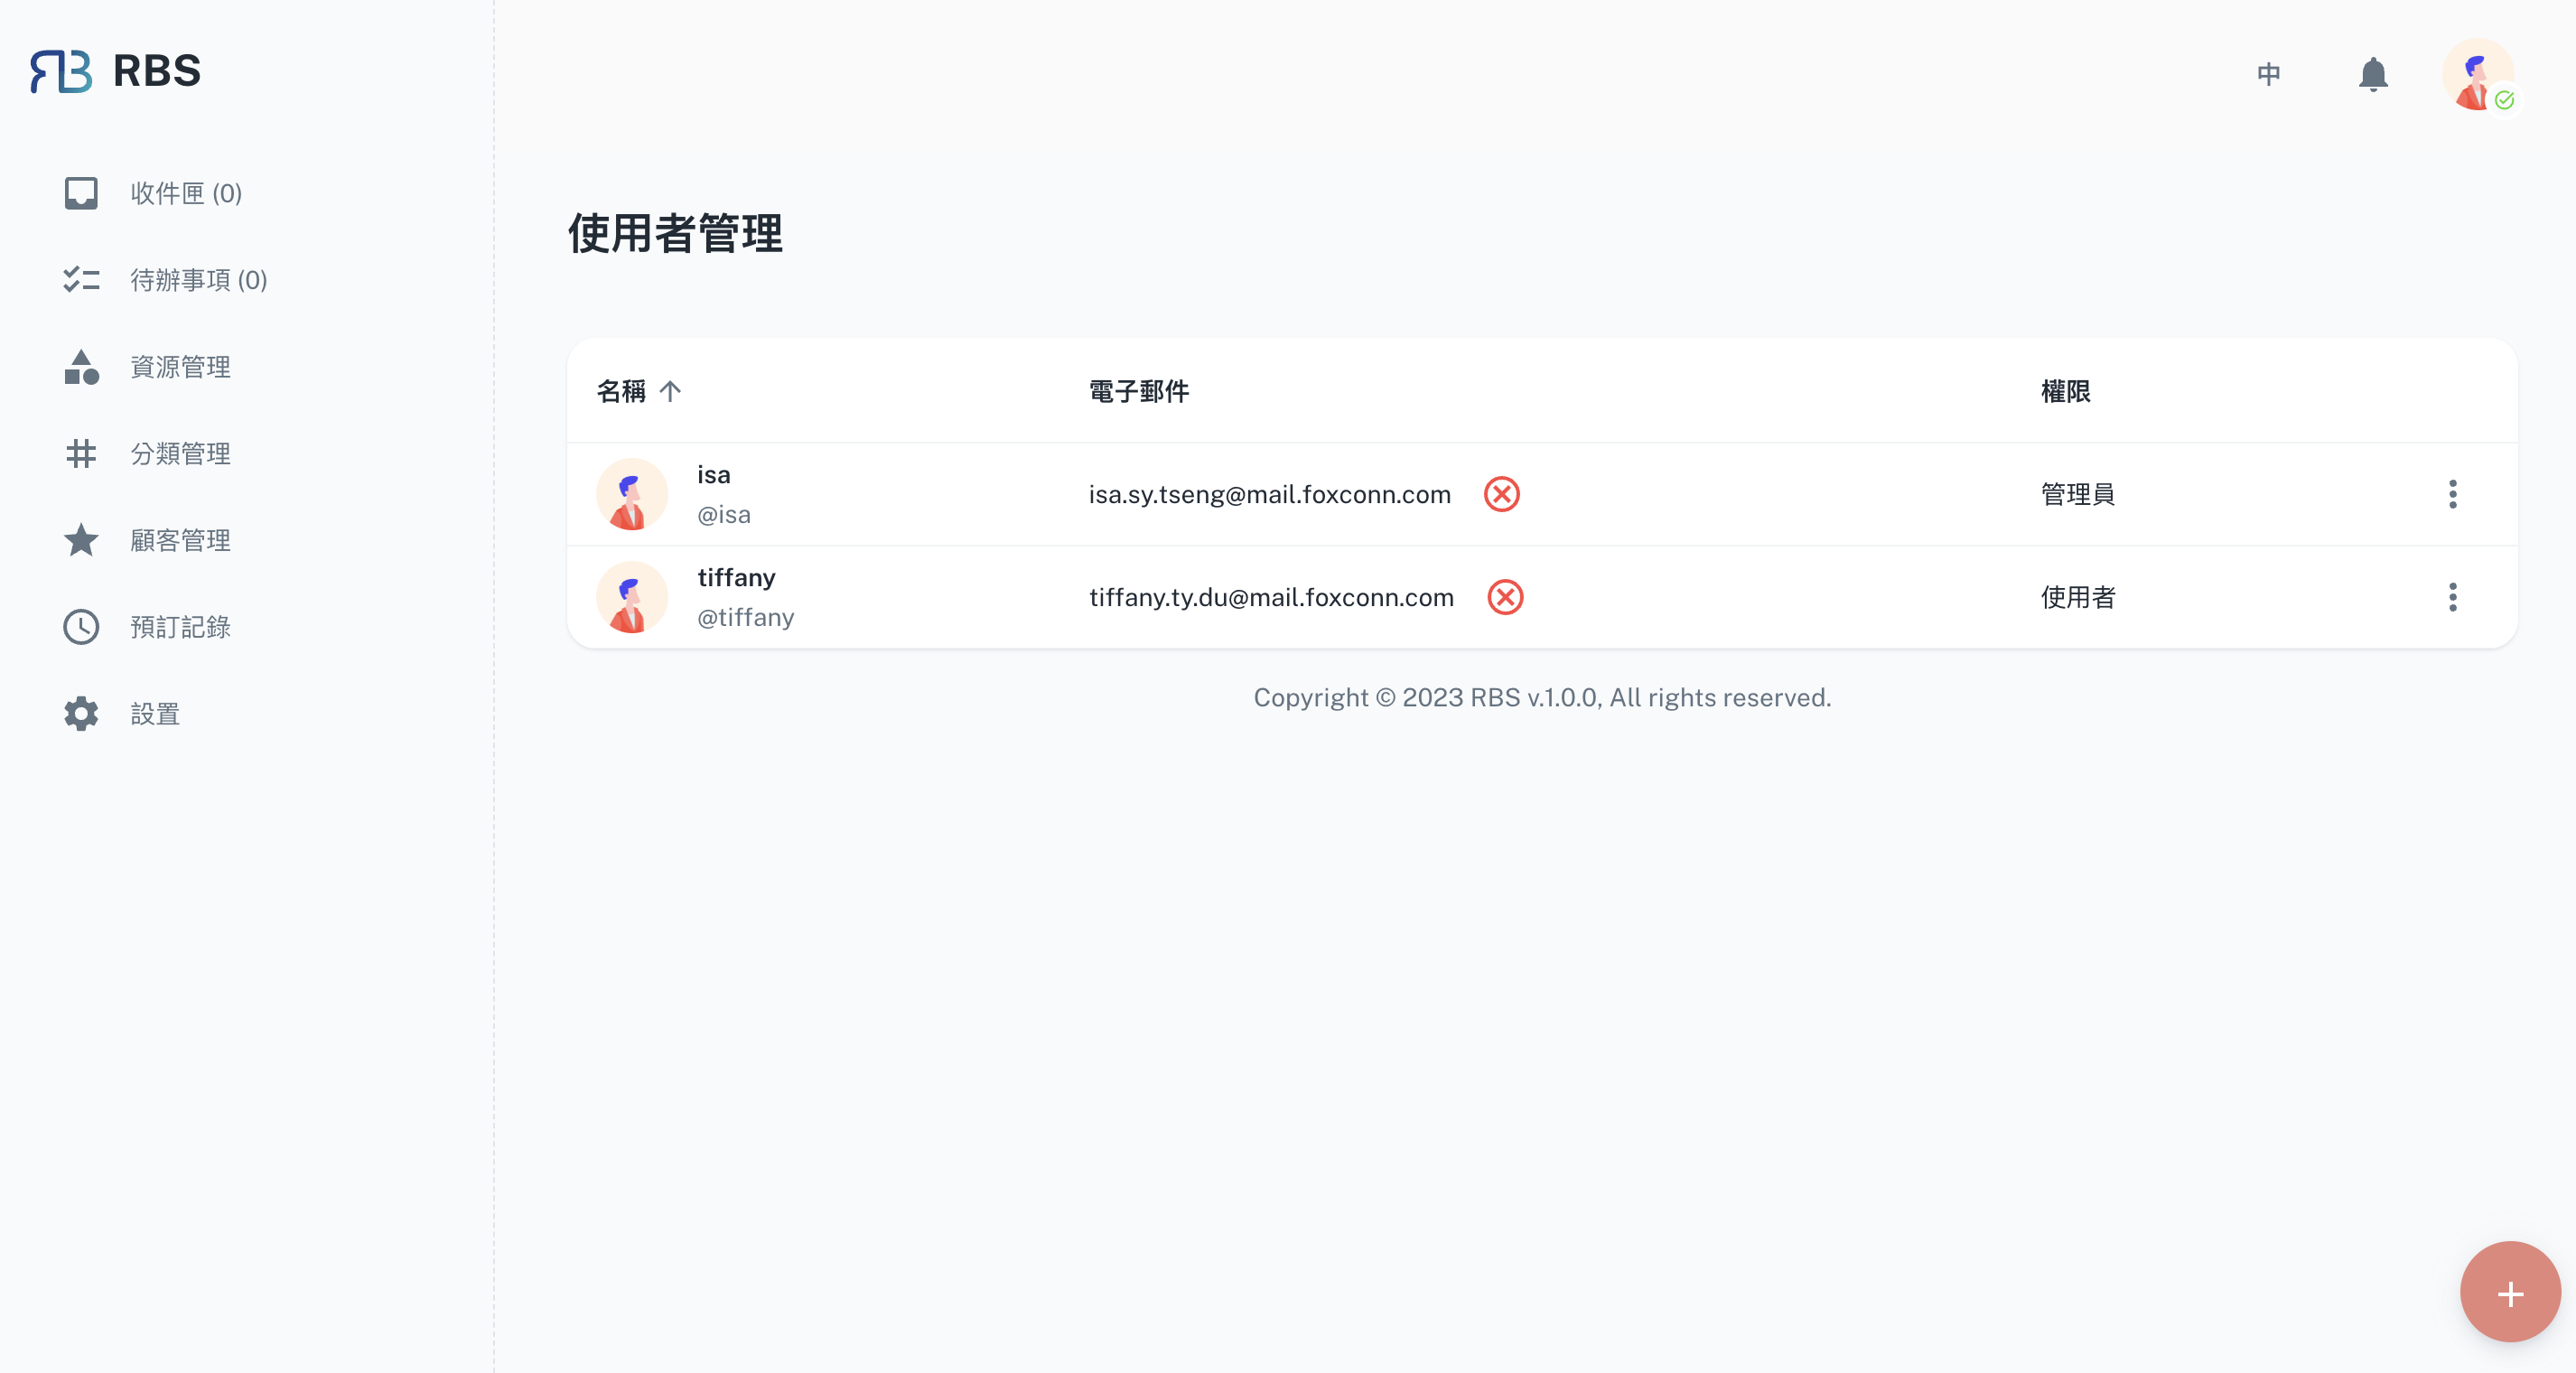 RBS
中
收件匣 (0)
待辦事項 (0)
資源管理
分類管理
顧客管理
預訂記錄
設置
使用者管理
名稱 電子郵件 權限
isa
@isa
isa.sy.tseng@mail.foxconn.com 管理員
tiffany
@tiffany
tiffany.ty.du@mail.foxconn.com 使用者
Copyright © 2023 RBS v.1.0.0, All rights reserved.